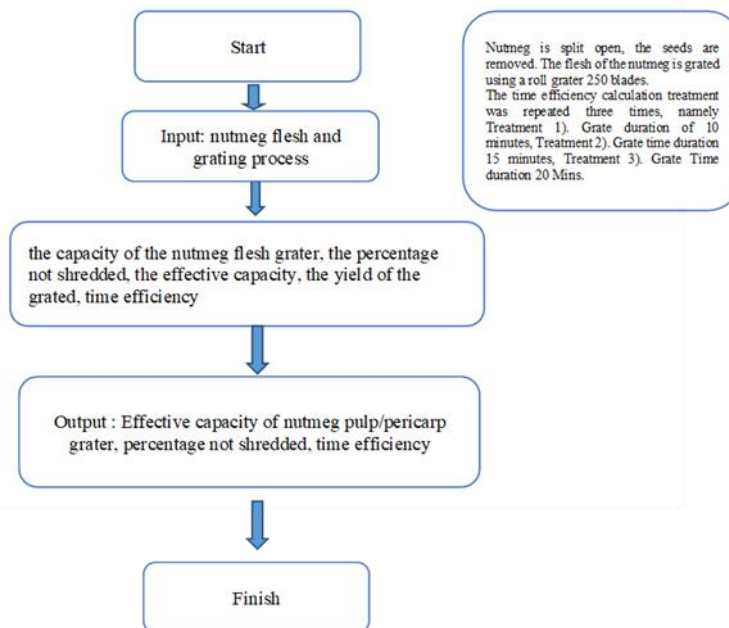 Start
Input: nutmeg flesh and
grating process
the capacity of the nutmeg flesh grater, the percentage
not shredded, the effective capacity, the yield of the
grated, time efficiency
Output : Effective capacity of nutmeg pulp/pericarp
grater, percentage not shredded, time efficiency
Finish
Nutmeg is split open, the seeds are
removed. The flesh of the nutmeg is grated
using a roll grater 250 blades.
The time efficiency calculation treatment
was repeated three times, namely
Treatment 1). Grate duration of 10
minutes, Treatment 2). Grate time duration
15 minutes, Treatment 3). Grate Time
duration 20 Mins.